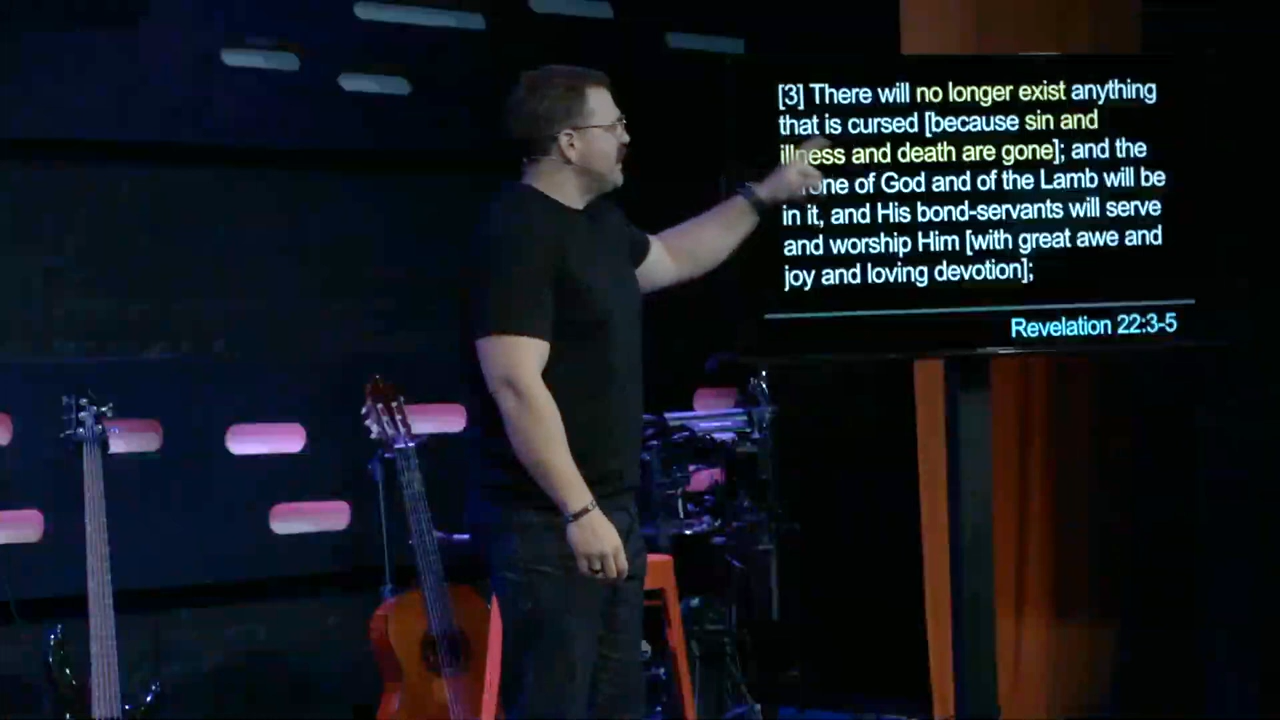 [3] There will no longer exist anything
that is cursed [because sin and
illness and death are gone]; and the
of God and of the Lamb will be
in it, and His bond-servants will serve
and worship Him [with great awe and
joy and loving devotion];
Revelation 22:3-5